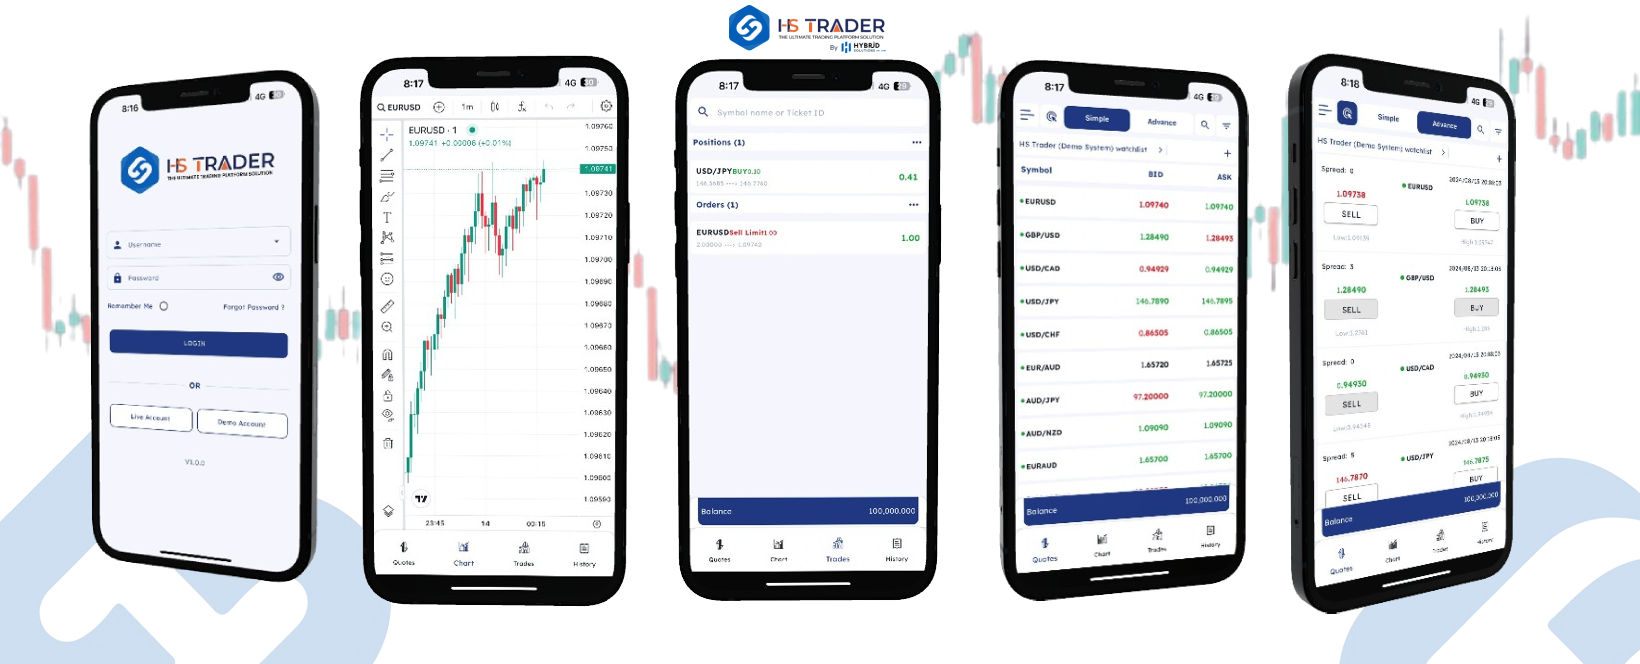 HS TRADER
THE ULTIMATE TRADING PLATFORM SOLUTION
By HYBRID
SOLUTIONS
8:16
4G
HS TRADER
THE ULTIMATE TRADING PLATFORM SOLUTION
Username
Password
Remember Me
Forgot Password ?
LOGIN
OR
Live Account
Demo Account
V1.0.0
8:17
4G 20
EURUSD
1m
EURUSD · 1
1.09741 +0.00006 (+0.01%)
1.09760
1.09750
1.09741
1.09730
1.09720
1.09710
1.09700
1.09690
1.09680
1.09670
1.09660
1.09650
1.09640
1.09630
1.09620
1.09610
1.09600
1.09590
23:45
14
00:15
Quotes
Chart
Trades
History
8:17
4G 20
Symbol name or Ticket ID
Positions (1)
USD/JPY BUY 0.10
0.41
Orders (1)
EURUSD Sell Limit 1.00
1.00
Balance
100,000.000
Quotes
Chart
Trades
History
8:17
4G
Simple
Advance
HS Trader (Demo System) watchlist >
+
Symbol
BID
ASK
EURUSD
1.09740
1.09740
GBP/USD
1.28490
1.28493
USD/CAD
0.94929
0.94929
USD/JPY
146.7890
146.7895
USD/CHF
0.86505
0.86505
EUR/AUD
1.65720
1.65725
AUD/JPY
97.20000
97.20000
AUD/NZD
1.09090
1.09090
EURAUD
1.65700
1.65700
Balance
100,000.000
Quotes
Chart
Trades
History
8:18
4G
Simple
Advance
HS Trader (Demo System) watchlist >
+
Spread: 0
EURUSD
1.09738
1.09738
SELL
BUY
Spread: 3
GBP/USD
1.28490
1.28493
SELL
BUY
Spread: 0
USD/CAD
0.94930
0.94930
SELL
BUY
Spread: 5
USD/JPY
146.7870
146.7875
SELL
BUY
Balance
100,000.000
Quotes
Chart
Trades
History